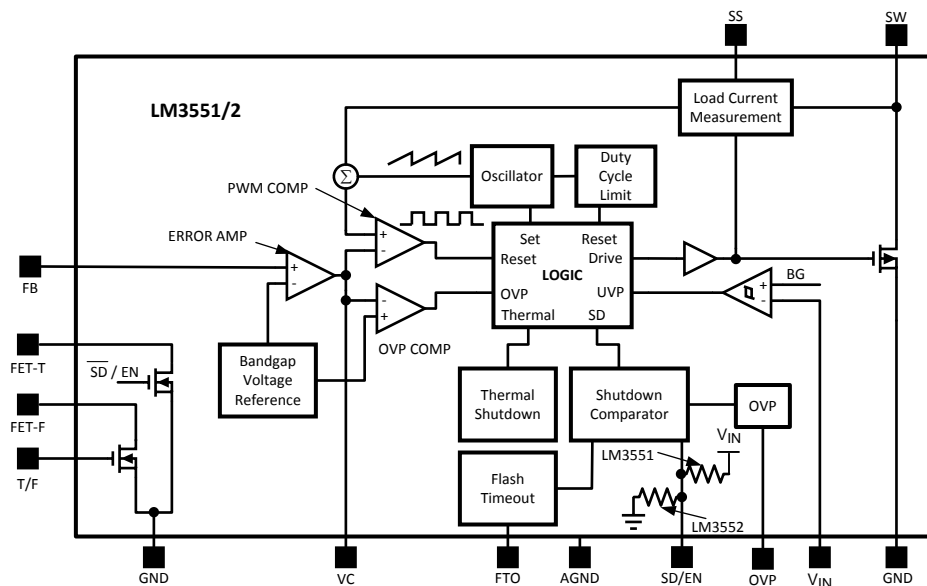 SS
SW
LM3551/2
Load Current
Measurement
Σ
Oscillator
Duty
Cycle
Limit
PWM COMP
ERROR AMP
+
-
+
-
Set
Reset
Reset
Drive
LOGIC
OVP
UVP
Thermal
SD
BG
+
-
-
+
FB
OVP COMP
FET-T
SD / EN
FET-F
T/F
Bandgap
Voltage
Reference
Thermal
Shutdown
Shutdown
Comparator
OVP
VIN
LM3551
Flash
Timeout
LM3552
GND
VC
FTO
AGND
SD/EN
OVP
VIN
GND